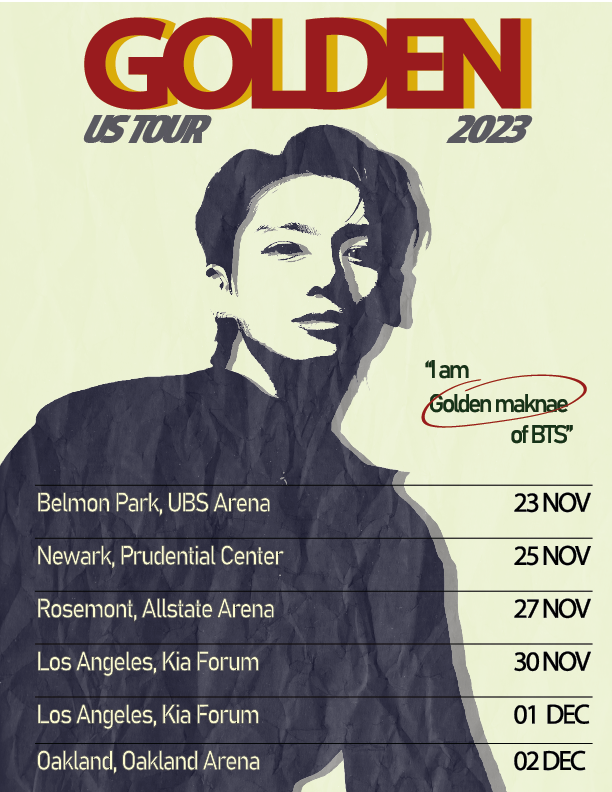 GOLDEN
US TOUR 2023
“I am
Golden maknae
of BTS”
Belmon Park, UBS Arena 23 NOV
Newark, Prudential Center 25 NOV
Rosemont, Allstate Arena 27 NOV
Los Angeles, Kia Forum 30 NOV
Los Angeles, Kia Forum 01 DEC
Oakland, Oakland Arena 02 DEC